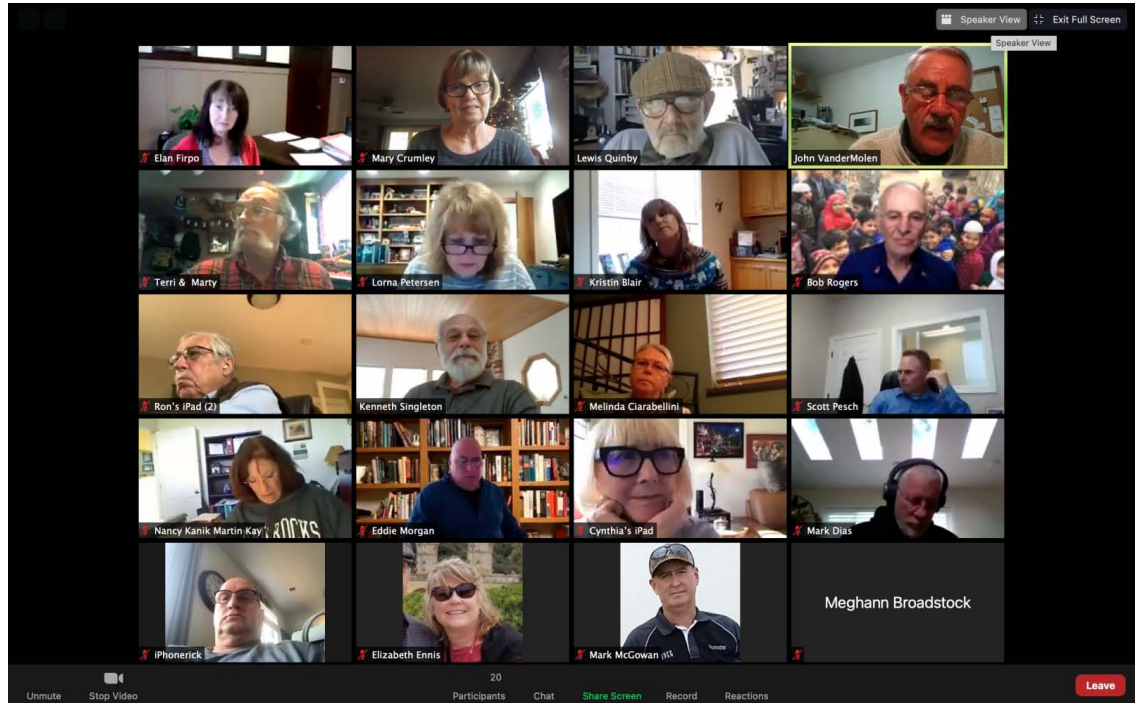 Speaker View
Exit Full Screen
Speaker View
Elan Firpo
Mary Crumley
Lewis Quinby
John VanderMolen
Terri & Marty
Lorna Petersen
Kristin Blair
Bob Rogers
Ron's iPad (2)
Kenneth Singleton
Melinda Ciarabellini
Scott Pesch
Nancy Kanik Martin Kay
Eddie Morgan
Cynthia's iPad
Mark Dias
iPhonerick
Elizabeth Ennis
Mark McGowan
Meghann Broadstock
Unmute
Stop Video
20
Participants
Chat
Share Screen
Record
Reactions
Leave